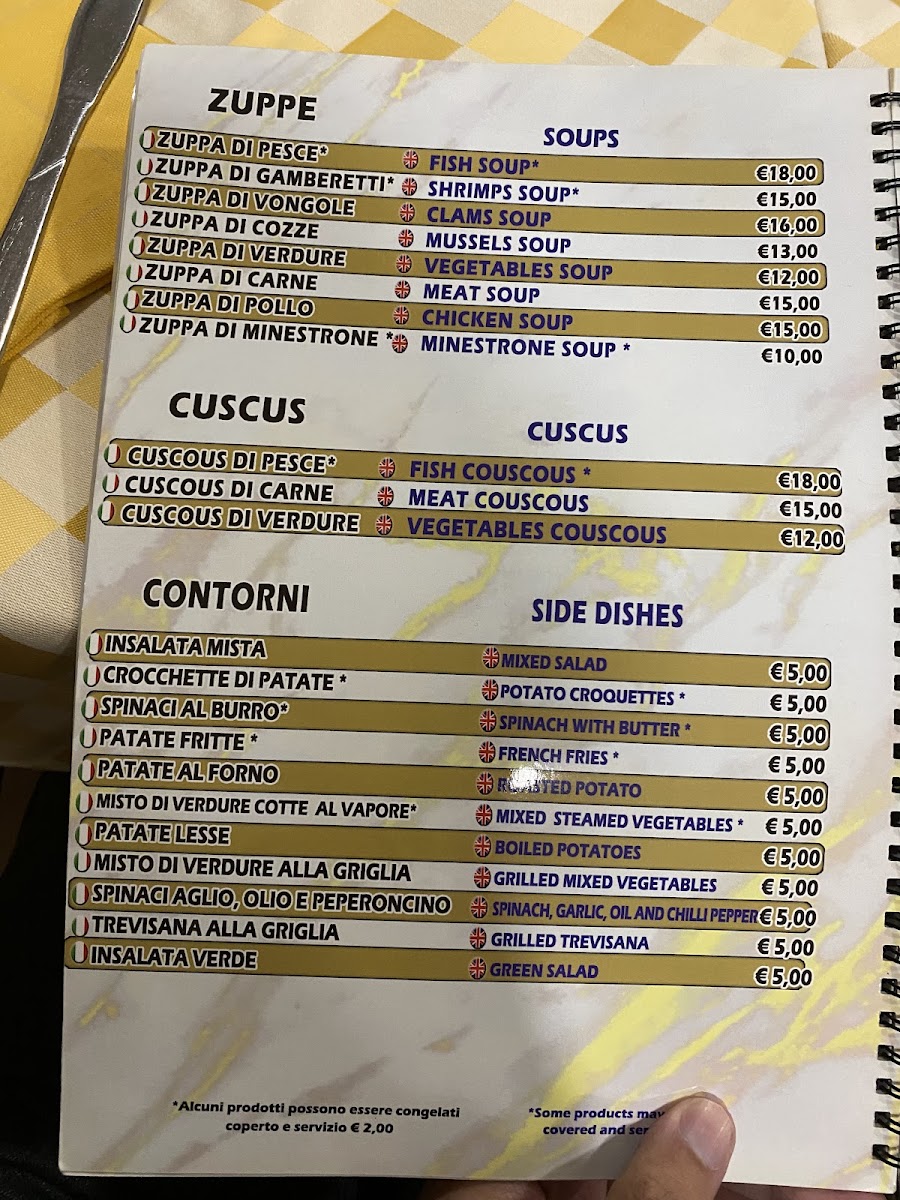 ZUPPE SOUPS
ZUPPA DI PESCE* FISH SOUP* €18,00
ZUPPA DI GAMBERETTI* SHRIMPS SOUP* €15,00
ZUPPA DI VONGOLE CLAMS SOUP €16,00
ZUPPA DI COZZE MUSSELS SOUP €13,00
ZUPPA DI VERDURE VEGETABLES SOUP €12,00
ZUPPA DI CARNE MEAT SOUP €15,00
ZUPPA DI POLLO CHICKEN SOUP €15,00
ZUPPA DI MINESTRONE * MINESTRONE SOUP * €10,00
CUSCUS CUSCUS
CUSCOUS DI PESCE* FISH COUSCOUS * €18,00
CUSCOUS DI CARNE MEAT COUSCOUS €15,00
CUSCOUS DI VERDURE VEGETABLES COUSCOUS €12,00
CONTORNI SIDE DISHES
INSALATA MISTA MIXED SALAD € 5,00
CROCCHETTE DI PATATE * POTATO CROQUETTES * € 5,00
SPINACI AL BURRO* SPINACH WITH BUTTER * € 5,00
PATATE FRITTE * FRENCH FRIES * € 5,00
PATATE AL FORNO ROASTED POTATO € 5,00
MISTO DI VERDURE COTTE AL VAPORE* MIXED STEAMED VEGETABLES * € 5,00
PATATE LESSE BOILED POTATOES € 5,00
MISTO DI VERDURE ALLA GRIGLIA GRILLED MIXED VEGETABLES € 5,00
SPINACI AGLIO, OLIO E PEPERONCINO SPINACH, GARLIC, OIL AND CHILLI PEPPER € 5,00
TREVISANA ALLA GRIGLIA GRILLED TREVISANA € 5,00
INSALATA VERDE GREEN SALAD € 5,00
*Alcuni prodotti possono essere congelati *Some products may
coperto e servizio € 2,00 covered and